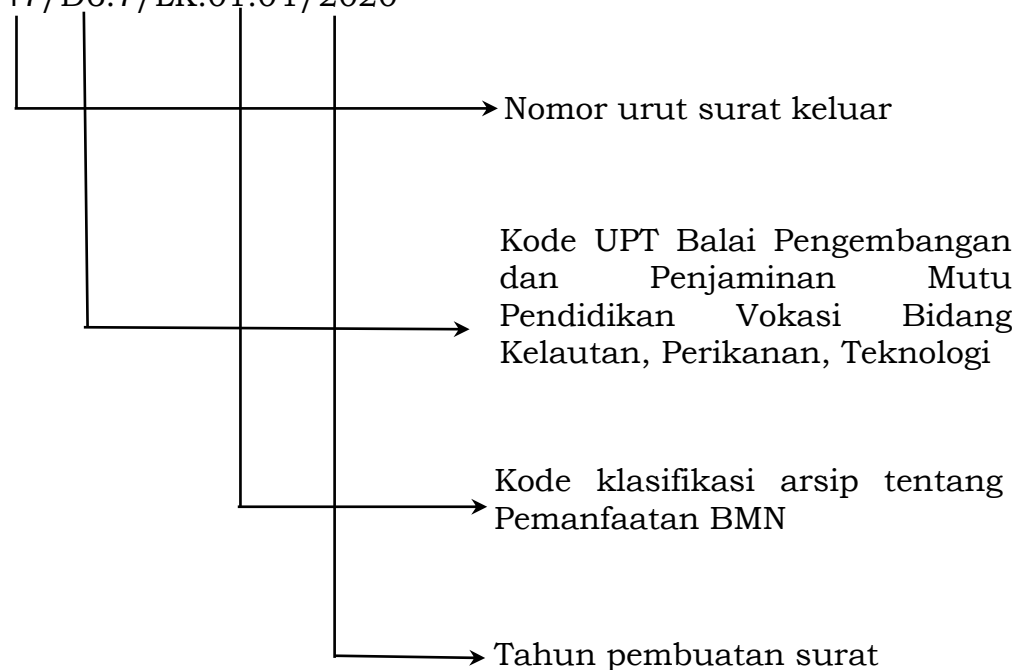 Nomor urut surat keluar
Kode UPT Balai Pengembangan
dan Penjaminan Mutu
Pendidikan Vokasi Bidang
Kelautan, Perikanan, Teknologi
Kode klasifikasi arsip tentang
Pemanfaatan BMN
Tahun pembuatan surat